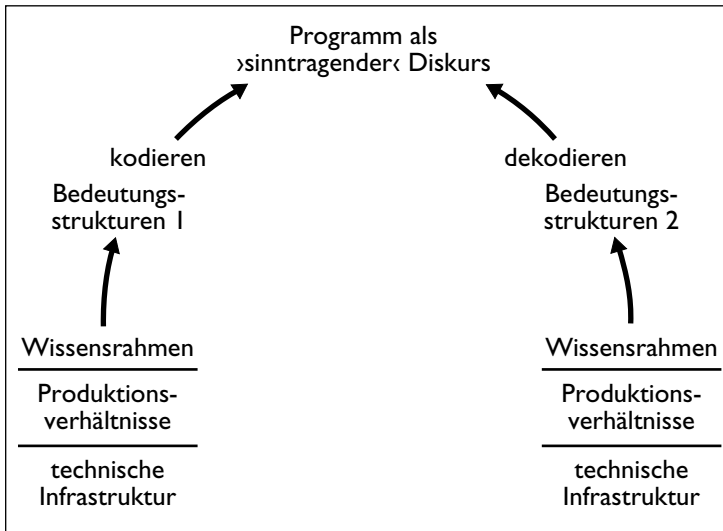 Programm als
›sinntragender‹ Diskurs
kodieren
dekodieren
Bedeutungs-
strukturen 1
Bedeutungs-
strukturen 2
Wissensrahmen
Produktions-
verhältnisse
technische
Infrastruktur
Wissensrahmen
Produktions-
verhältnisse
technische
Infrastruktur